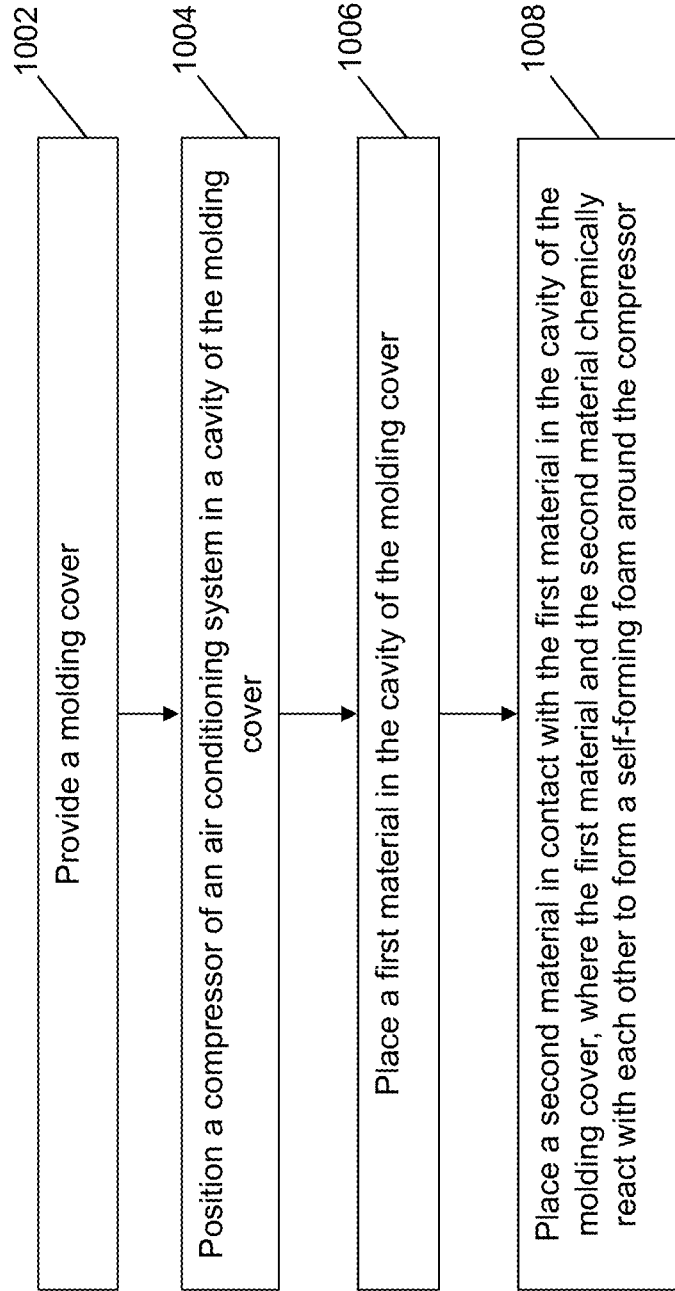 1002
Provide a molding cover
1004
Position a compressor of an air conditioning system in a cavity of the molding
cover
1006
Place a first material in the cavity of the molding cover
1008
Place a second material in contact with the first material in the cavity of the
molding cover, where the first material and the second material chemically
react with each other to form a self-forming foam around the compressor